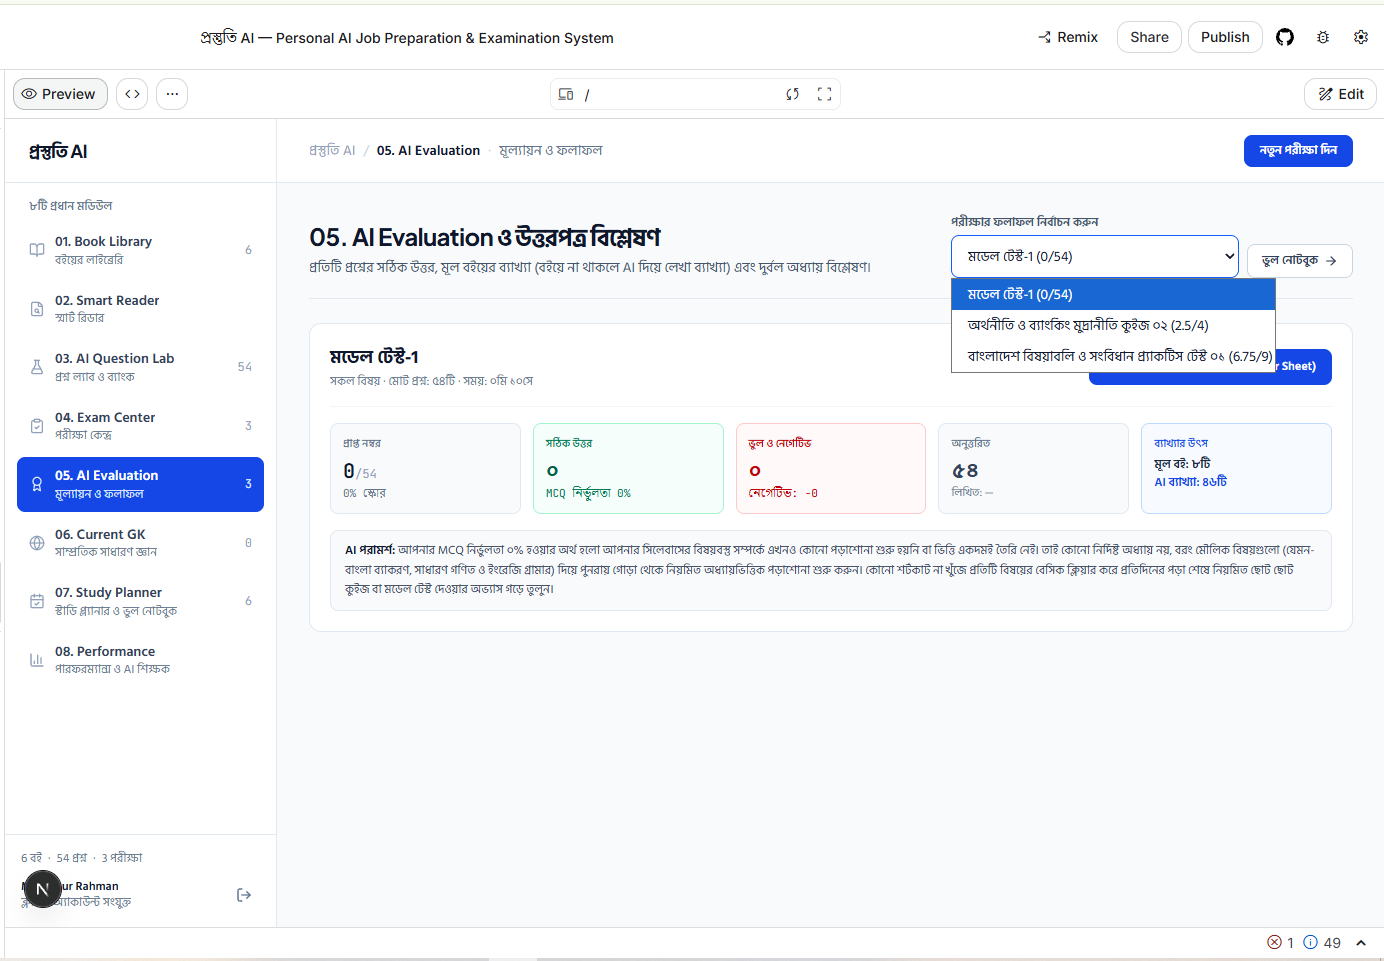 প্রস্তুতি AI — Personal AI Job Preparation & Examination System
Remix
Share
Publish
Preview
/
Edit
প্রস্তুতি AI
৮টি প্রধান মডিউল
01. Book Library
বইয়ের লাইব্রেরি
6
02. Smart Reader
স্মার্ট রিডার
03. AI Question Lab
প্রশ্ন ল্যাব ও ব্যাংক
54
04. Exam Center
পরীক্ষা কেন্দ্র
3
05. AI Evaluation
মূল্যায়ন ও ফলাফল
3
06. Current GK
সাম্প্রতিক সাধারণ জ্ঞান
0
07. Study Planner
স্টাডি প্ল্যানার ও ভুল নোটবুক
6
08. Performance
পারফরম্যান্স ও AI শিক্ষক
6 বই · 54 প্রশ্ন · 3 পরীক্ষা
ur Rahman
অ্যাকাউন্ট সংযুক্ত
N
প্রস্তুতি AI / 05. AI Evaluation · মূল্যায়ন ও ফলাফল
নতুন পরীক্ষা দিন
05. AI Evaluation ও উত্তরপত্র বিশ্লেষণ
প্রতিটি প্রশ্নের সঠিক উত্তর, মূল বইয়ের ব্যাখ্যা (বইয়ে না থাকলে AI দিয়ে লেখা ব্যাখ্যা) এবং দুর্বল অধ্যায় বিশ্লেষণ।
পরীক্ষার ফলাফল নির্বাচন করুন
মডেল টেস্ট-1 (0/54)
ভুল নোটবুক →
মডেল টেস্ট-1 (0/54)
অর্থনীতি ও ব্যাংকিং মুদ্রানীতি কুইজ ০২ (2.5/4)
বাংলাদেশ বিষয়াবলি ও সংবিধান প্র্যাকটিস টেস্ট ০১ (6.75/9)
মডেল টেস্ট-1
সকল বিষয় · মোট প্রশ্ন: ৫৪টি · সময়: ০মি ১০সে
r Sheet)
প্রাপ্ত নম্বর
0/54
0% স্কোর
সঠিক উত্তর
০
MCQ নির্ভুলতা 0%
ভুল ও নেগেটিভ
০
নেগেটিভ: -0
অনুত্তরিত
৫৪
লিখিত: —
ব্যাখ্যার উৎস
মূল বই: ৮টি
AI ব্যাখ্যা: ৪৬টি
AI পরামর্শ: আপনার MCQ নির্ভুলতা ০% হওয়ার অর্থ হলো আপনার সিলেবাসের বিষয়বস্তু সম্পর্কে এখনও কোনো পড়াশোনা শুরু হয়নি বা ভিত্তি একদমই তৈরি নেই। তাই কোনো নির্দিষ্ট অধ্যায় নয়, বরং মৌলিক বিষয়গুলো (যেমন-
বাংলা ব্যাকরণ, সাধারণ গণিত ও ইংরেজি গ্রামার) দিয়ে পুনরায় গোড়া থেকে নিয়মিত অধ্যায়ভিত্তিক পড়াশোনা শুরু করুন। কোনো শর্টকাট না খুঁজে প্রতিটি বিষয়ের বেসিক ক্লিয়ার করে প্রতিদিনের পড়া শেষে নিয়মিত ছোট ছোট
কুইজ বা মডেল টেস্ট দেওয়ার অভ্যাস গড়ে তুলুন।
1
49